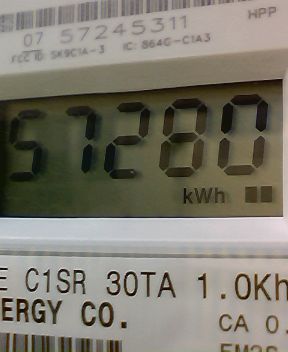 HPP
07 57245311
FCC ID: SK9C1A-3 IC: 864G-C1A3
57280
kWh
E C1SR 30TA 1.0Kh
NERGY CO.
CA 0.